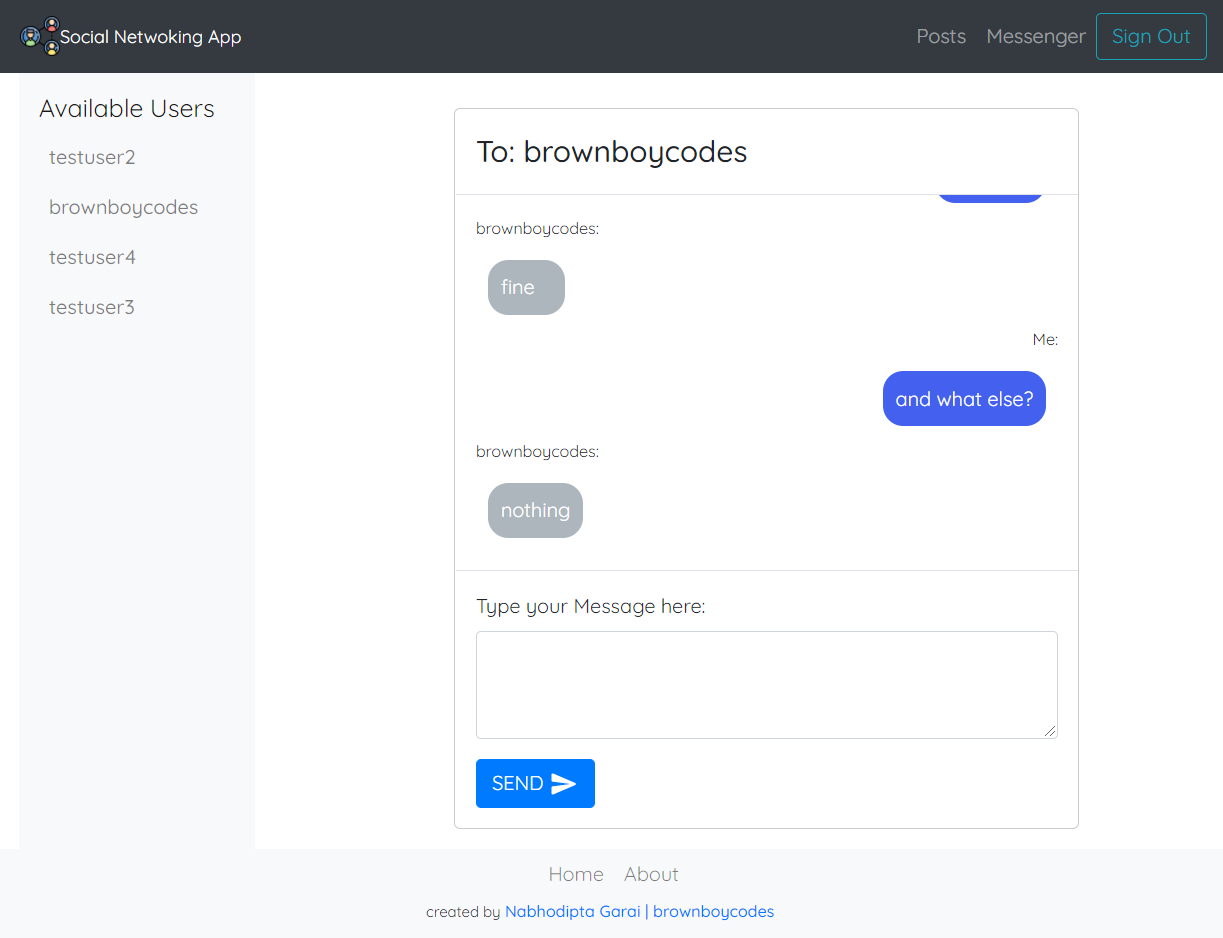 Social Netwoking App
Posts Messenger Sign Out
Available Users
testuser2
brownboycodes
testuser4
testuser3
To: brownboycodes
brownboycodes:
fine
Me:
and what else?
brownboycodes:
nothing
Type your Message here:
SEND
Home About
created by Nabhodipta Garai | brownboycodes